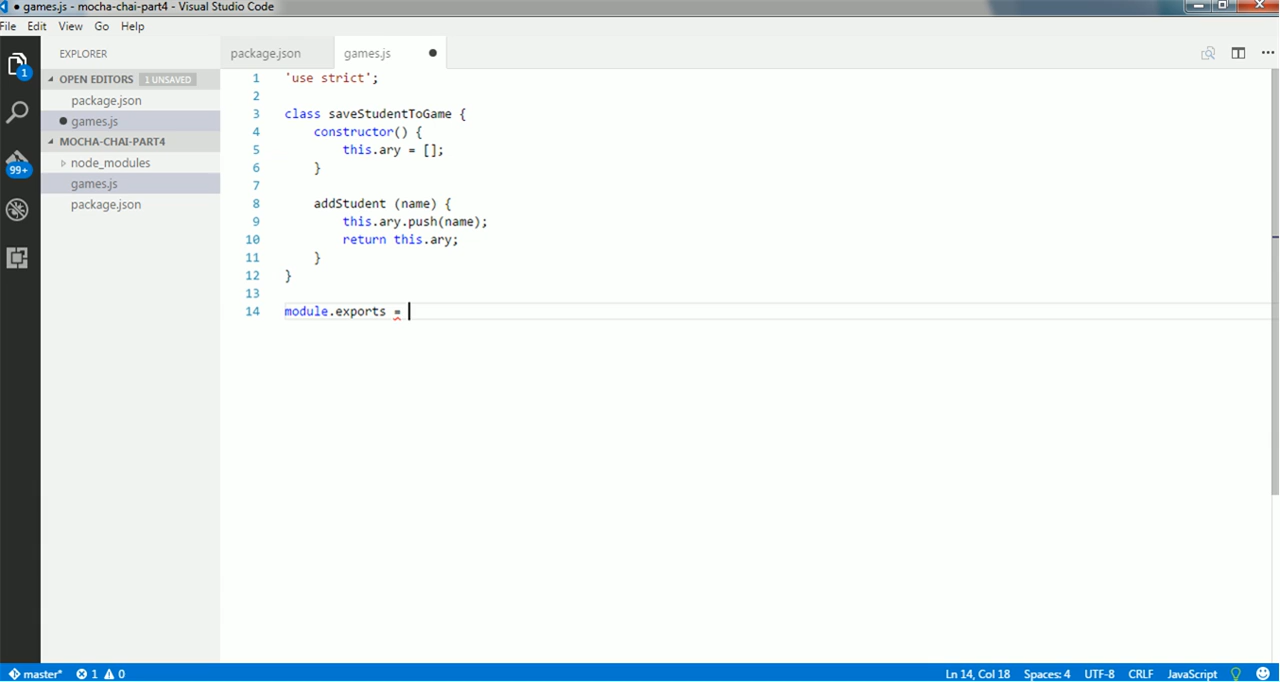 games.js - mocha-chai-part4 - Visual Studio Code
File Edit View Go Help
EXPLORER
OPEN EDITORS 1 UNSAVED
package.json
games.js
MOCHA-CHAI-PART4
node_modules
games.js
package.json
1
99+
package.json games.js
1 'use strict';
2
3 class saveStudentToGame {
4 constructor() {
5 this.ary = [];
6 }
7
8 addStudent (name) {
9 this.ary.push(name);
10 return this.ary;
11 }
12 }
13
14 module.exports =
master* 1 0 Ln 14, Col 18 Spaces: 4 UTF-8 CRLF JavaScript